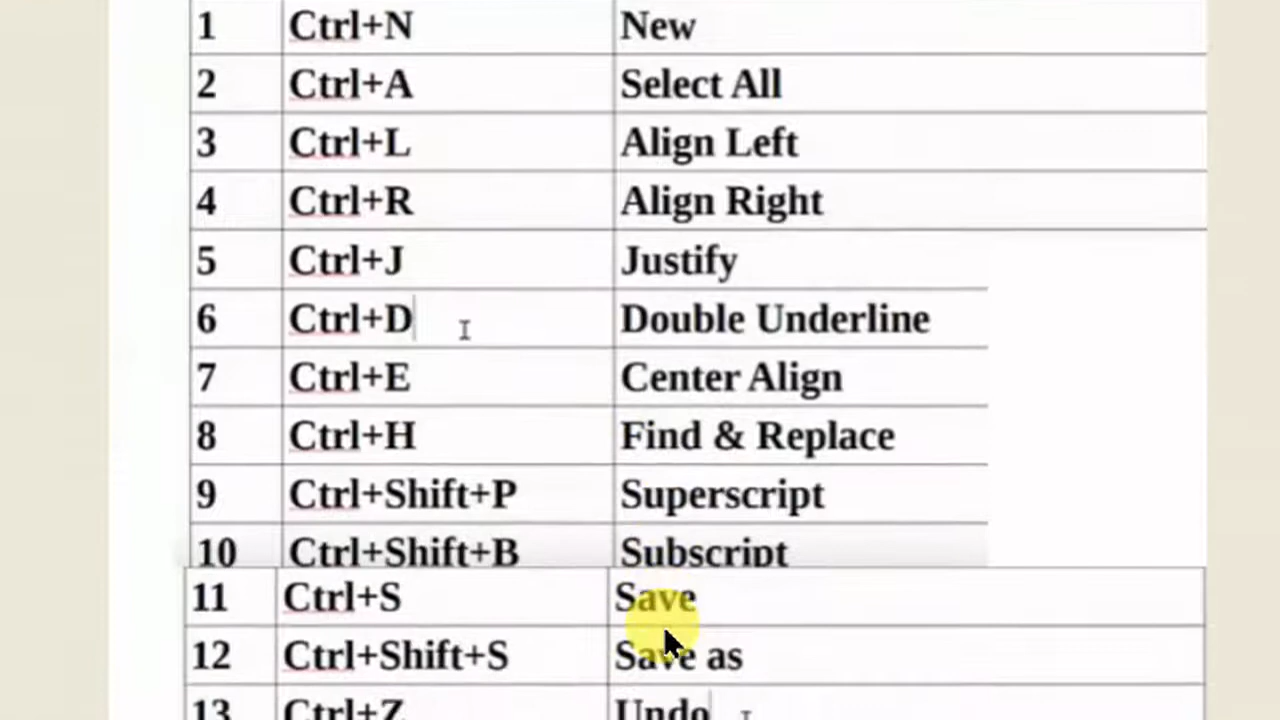 1 Ctrl+N New
2 Ctrl+A Select All
3 Ctrl+L Align Left
4 Ctrl+R Align Right
5 Ctrl+J Justify
6 Ctrl+D Double Underline
7 Ctrl+E Center Align
8 Ctrl+H Find & Replace
9 Ctrl+Shift+P Superscript
10 Ctrl+Shift+B Subscript
11 Ctrl+S Save
12 Ctrl+Shift+S Save as
13 Ctrl+Z Undo